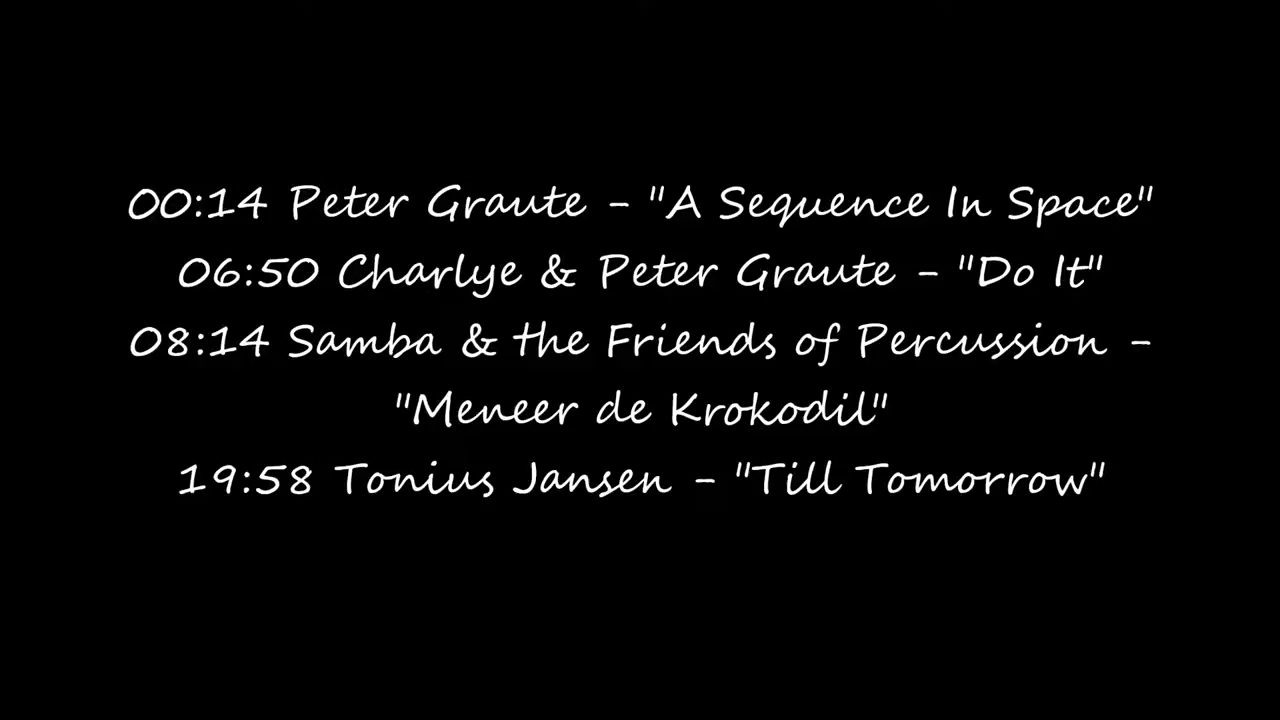 00:14 Peter Graute - "A Sequence In Space"
06:50 Charlye & Peter Graute - "Do It"
08:14 Samba & the Friends of Percussion -
"Meneer de Krokodil"
19:58 Tonius Jansen - "Till Tomorrow"